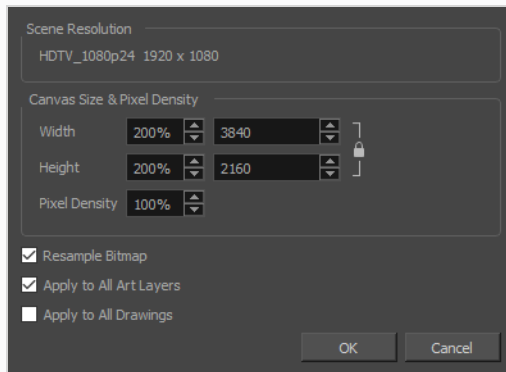 Scene Resolution
HDTV_1080p24 1920 x 1080
Canvas Size & Pixel Density
Width 200% 3840
Height 200% 2160
Pixel Density 100%
Resample Bitmap
Apply to All Art Layers
Apply to All Drawings
OK Cancel